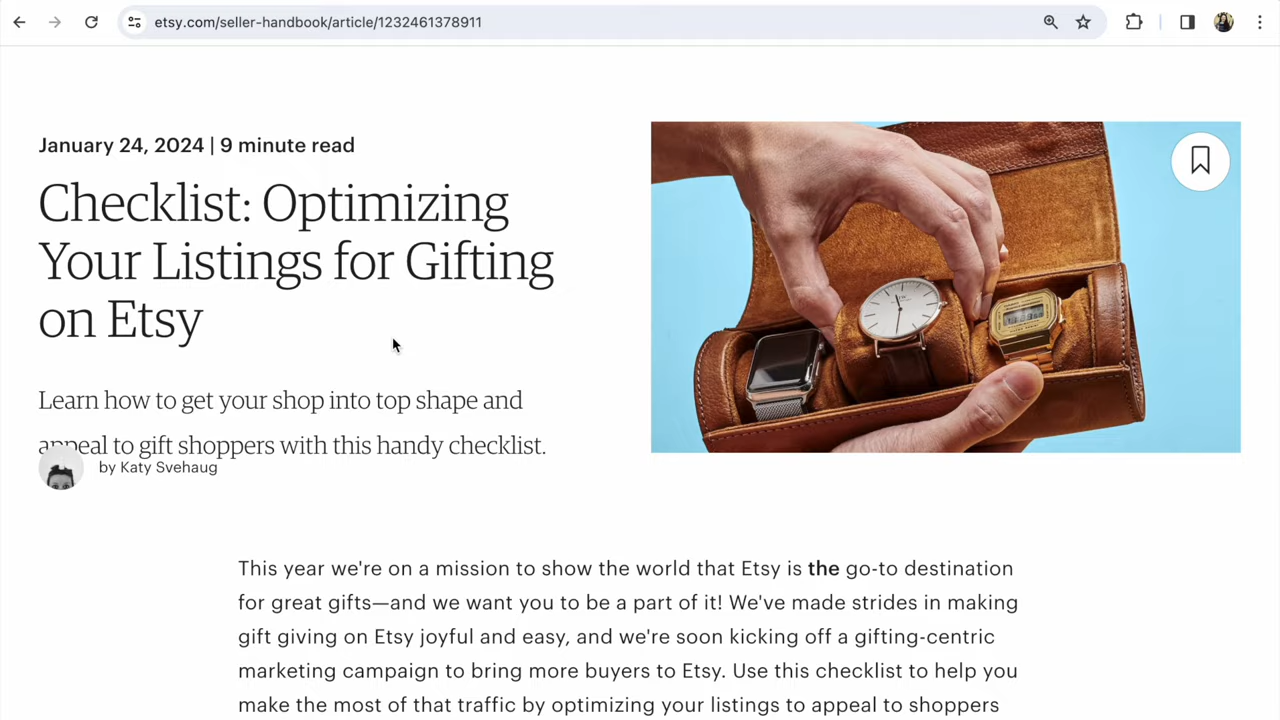 etsy.com/seller-handbook/article/1232461378911
January 24, 2024 | 9 minute read
Checklist: Optimizing
Your Listings for Gifting
on Etsy
Learn how to get your shop into top shape and
appeal to gift shoppers with this handy checklist.
by Katy Svehaug
This year we're on a mission to show the world that Etsy is the go-to destination
for great gifts—and we want you to be a part of it! We've made strides in making
gift giving on Etsy joyful and easy, and we're soon kicking off a gifting-centric
marketing campaign to bring more buyers to Etsy. Use this checklist to help you
make the most of that traffic by optimizing your listings to appeal to shoppers